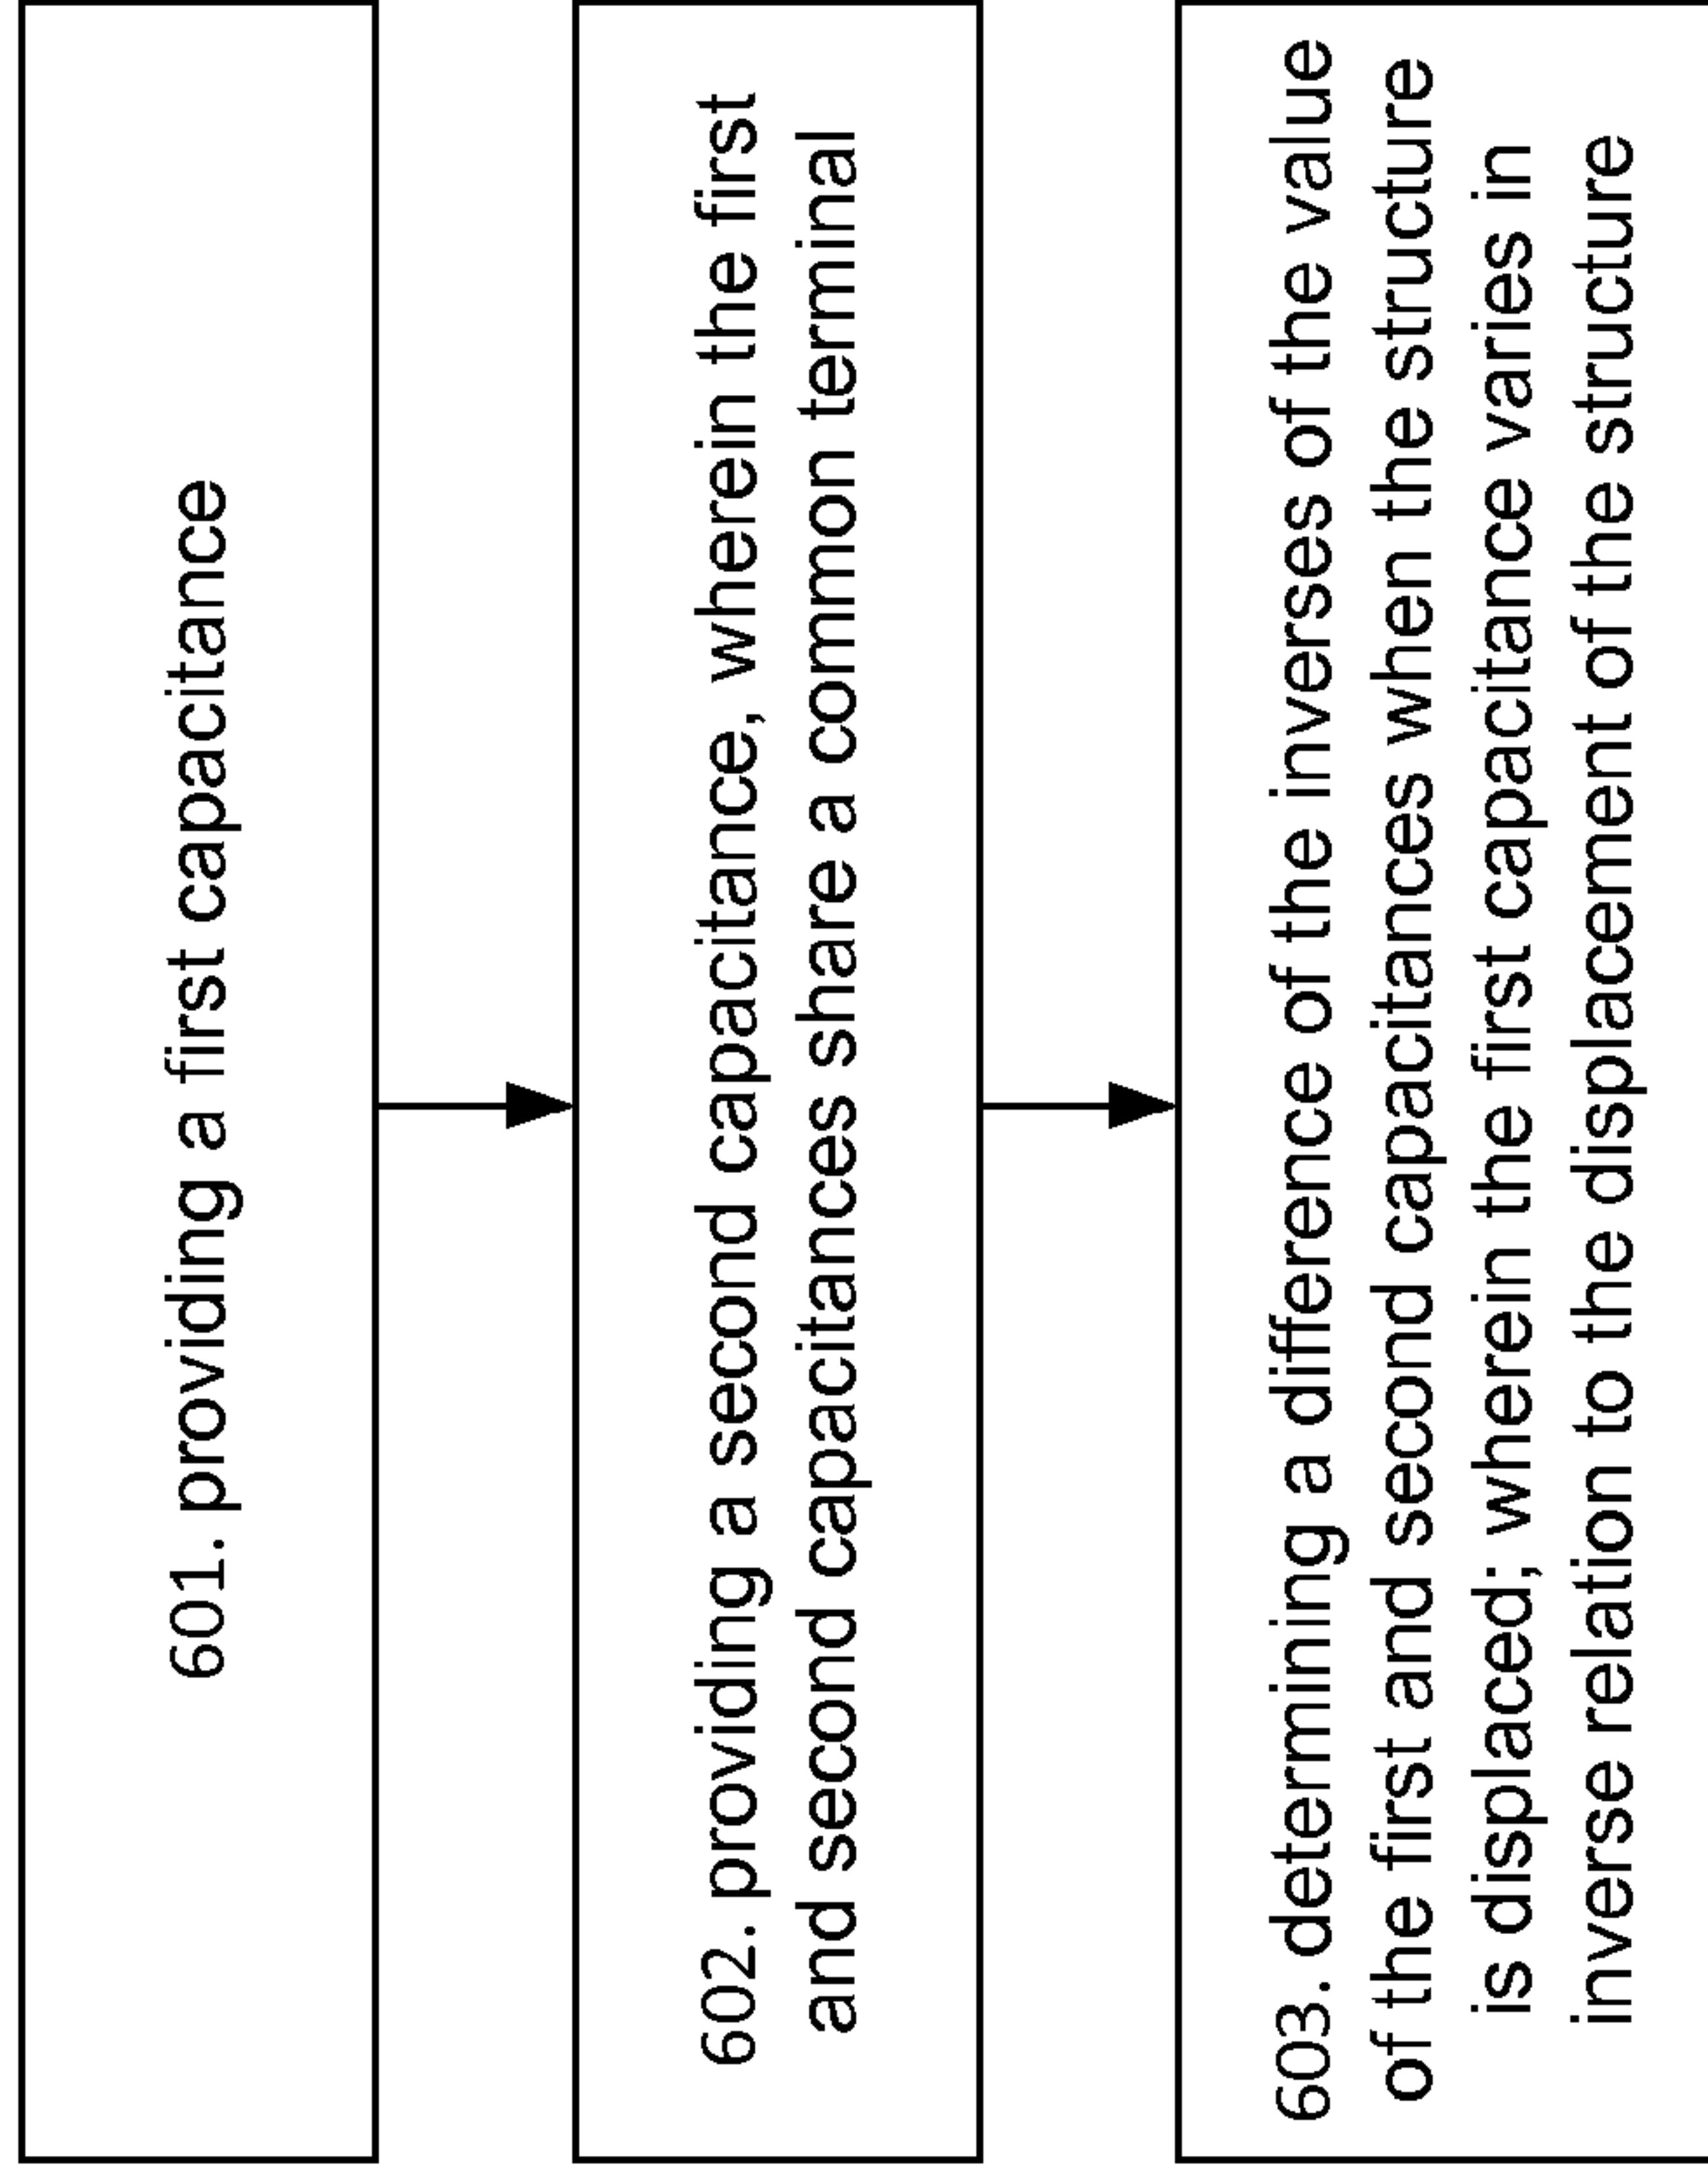 601. providing a first capacitance
602. providing a second capacitance, wherein the first
and second capacitances share a common terminal
603. determining a difference of the inverses of the value
of the first and second capacitances when the structure
is displaced; wherein the first capacitance varies in
inverse relation to the displacement of the structure